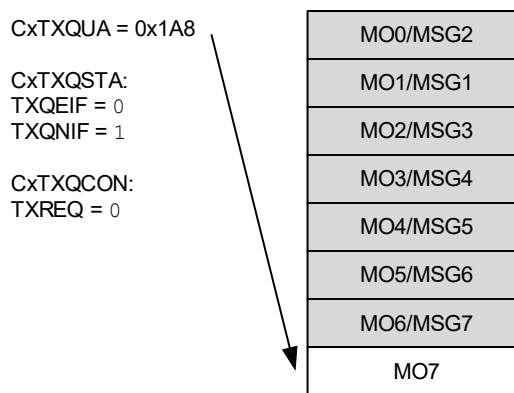 CxTXQUA = 0x1A8
CxTXQSTA:
TXQEIF = 0
TXQNIF = 1
CxTXQCON:
TXREQ = 0
MO0/MSG2
MO1/MSG1
MO2/MSG3
MO3/MSG4
MO4/MSG5
MO5/MSG6
MO6/MSG7
MO7